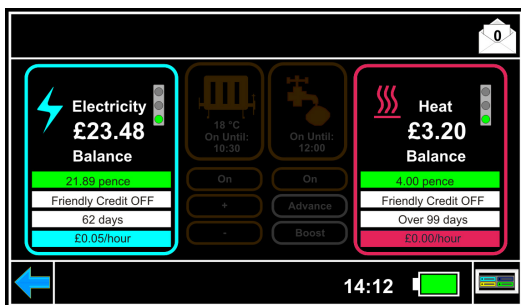 0
Electricity
£23.48
Balance
21.89 pence
Friendly Credit OFF
62 days
£0.05/hour
18 °C
On Until:
10:30
On
+
-
On Until:
12:00
On
Advance
Boost
Heat
£3.20
Balance
4.00 pence
Friendly Credit OFF
Over 99 days
£0.00/hour
14:12